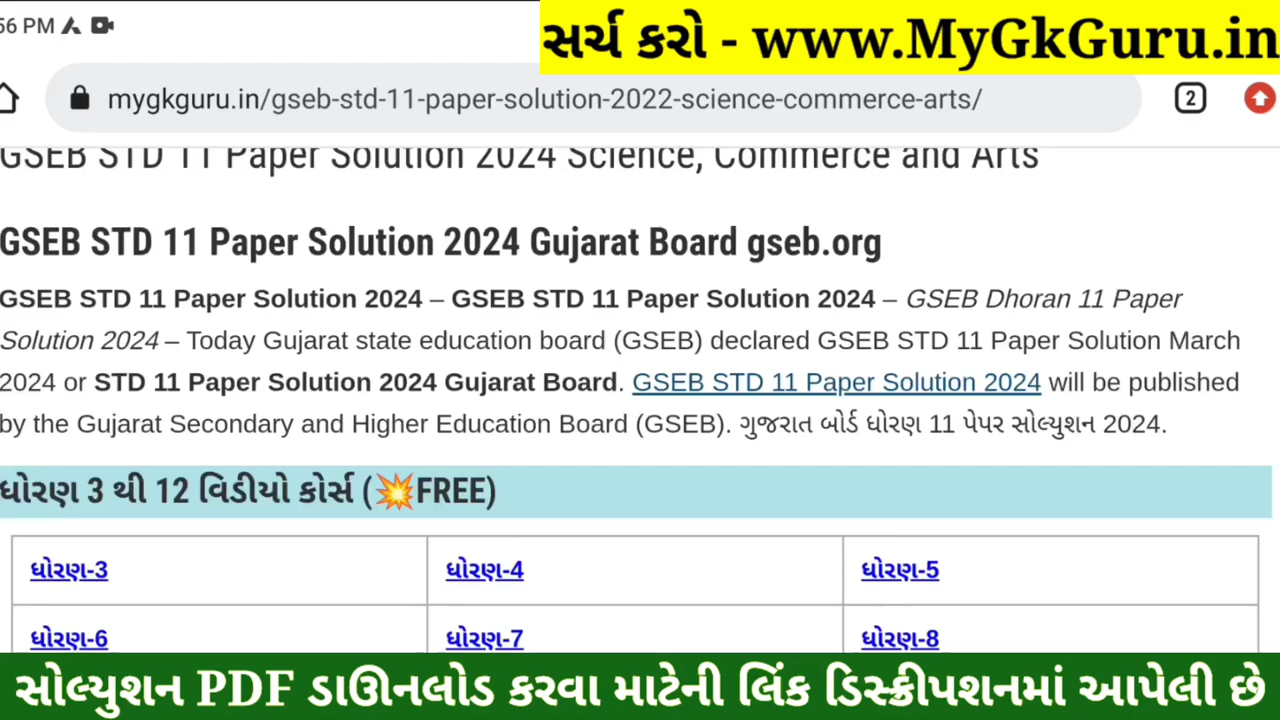 56 PM
સર્ચ કરો - www.MyGkGuru.in
mygkguru.in/gseb-std-11-paper-solution-2022-science-commerce-arts/
2
GSEB STD 11 Paper Solution 2024 Science, Commerce and Arts
GSEB STD 11 Paper Solution 2024 Gujarat Board gseb.org
GSEB STD 11 Paper Solution 2024 – GSEB STD 11 Paper Solution 2024 – GSEB Dhoran 11 Paper
Solution 2024 – Today Gujarat state education board (GSEB) declared GSEB STD 11 Paper Solution March
2024 or STD 11 Paper Solution 2024 Gujarat Board. GSEB STD 11 Paper Solution 2024 will be published
by the Gujarat Secondary and Higher Education Board (GSEB). ગુજરાત બોર્ડ ધોરણ 11 પેપર સોલ્યુશન 2024.
ધોરણ 3 થી 12 વિડીયો કોર્સ (💥FREE)
ધોરણ-3 ધોરણ-4 ધોરણ-5
ધોરણ-6 ધોરણ-7 ધોરણ-8
સોલ્યુશન PDF ડાઊનલોડ કરવા માટેની લિંક ડિસ્ક્રીપશનમાં આપેલી છે